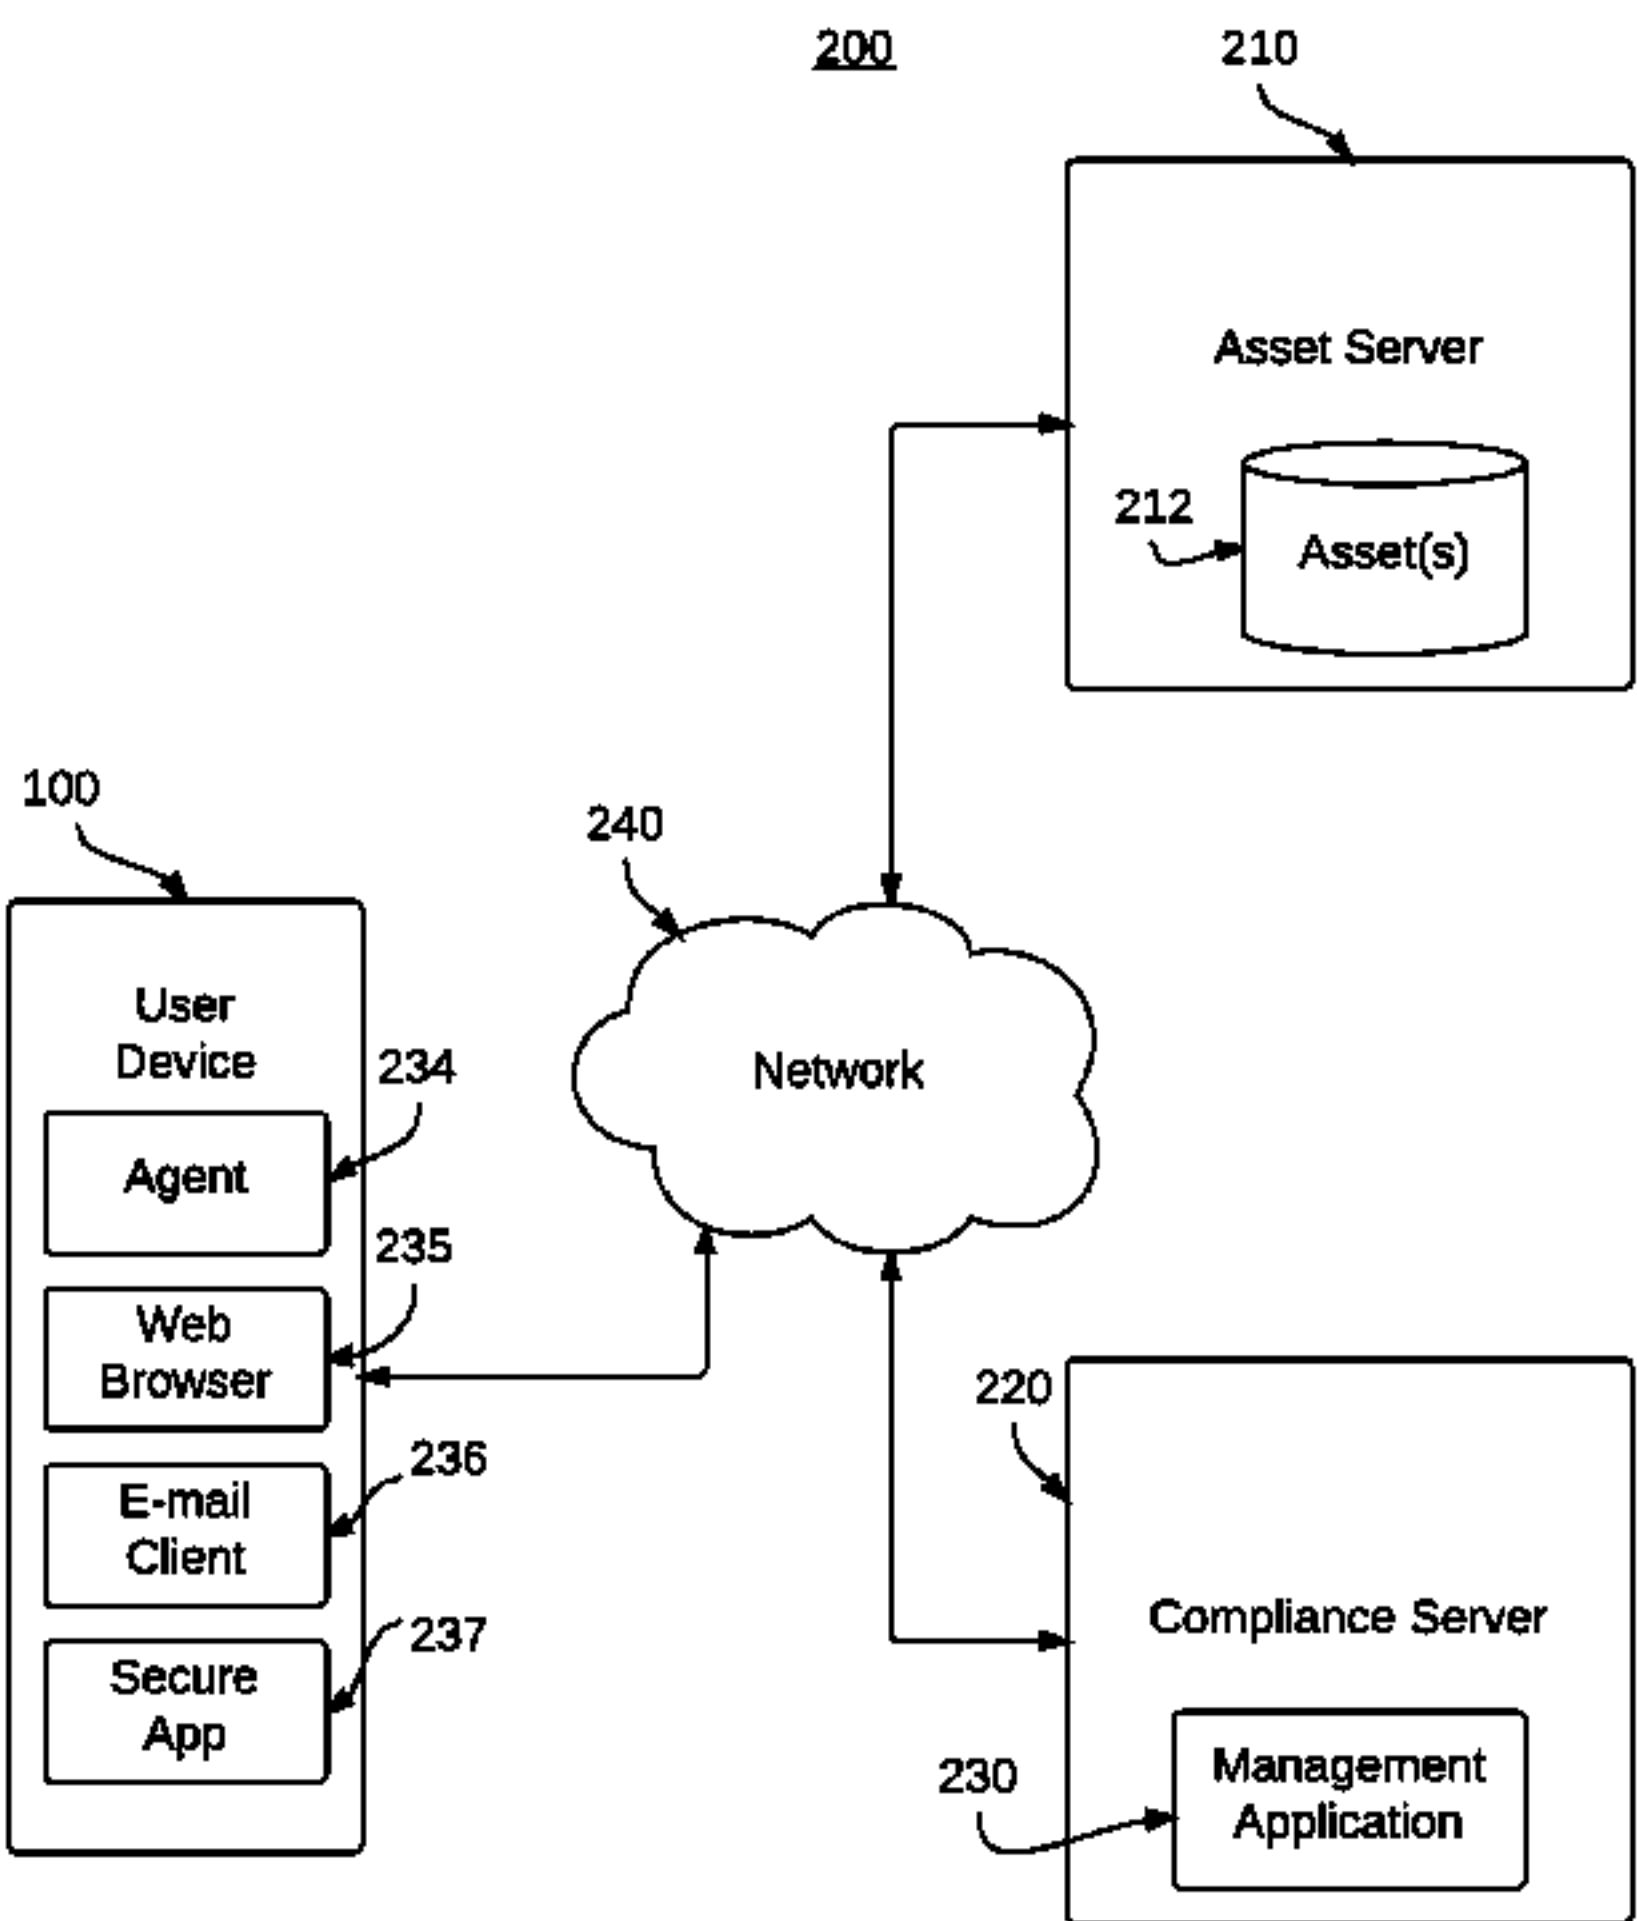 200
210
Asset Server
212
Asset(s)
100
240
User
Device
234
Network
Agent
235
Web
Browser
220
236
E-mail
Client
Compliance Server
237
Secure
App
230
Management
Application